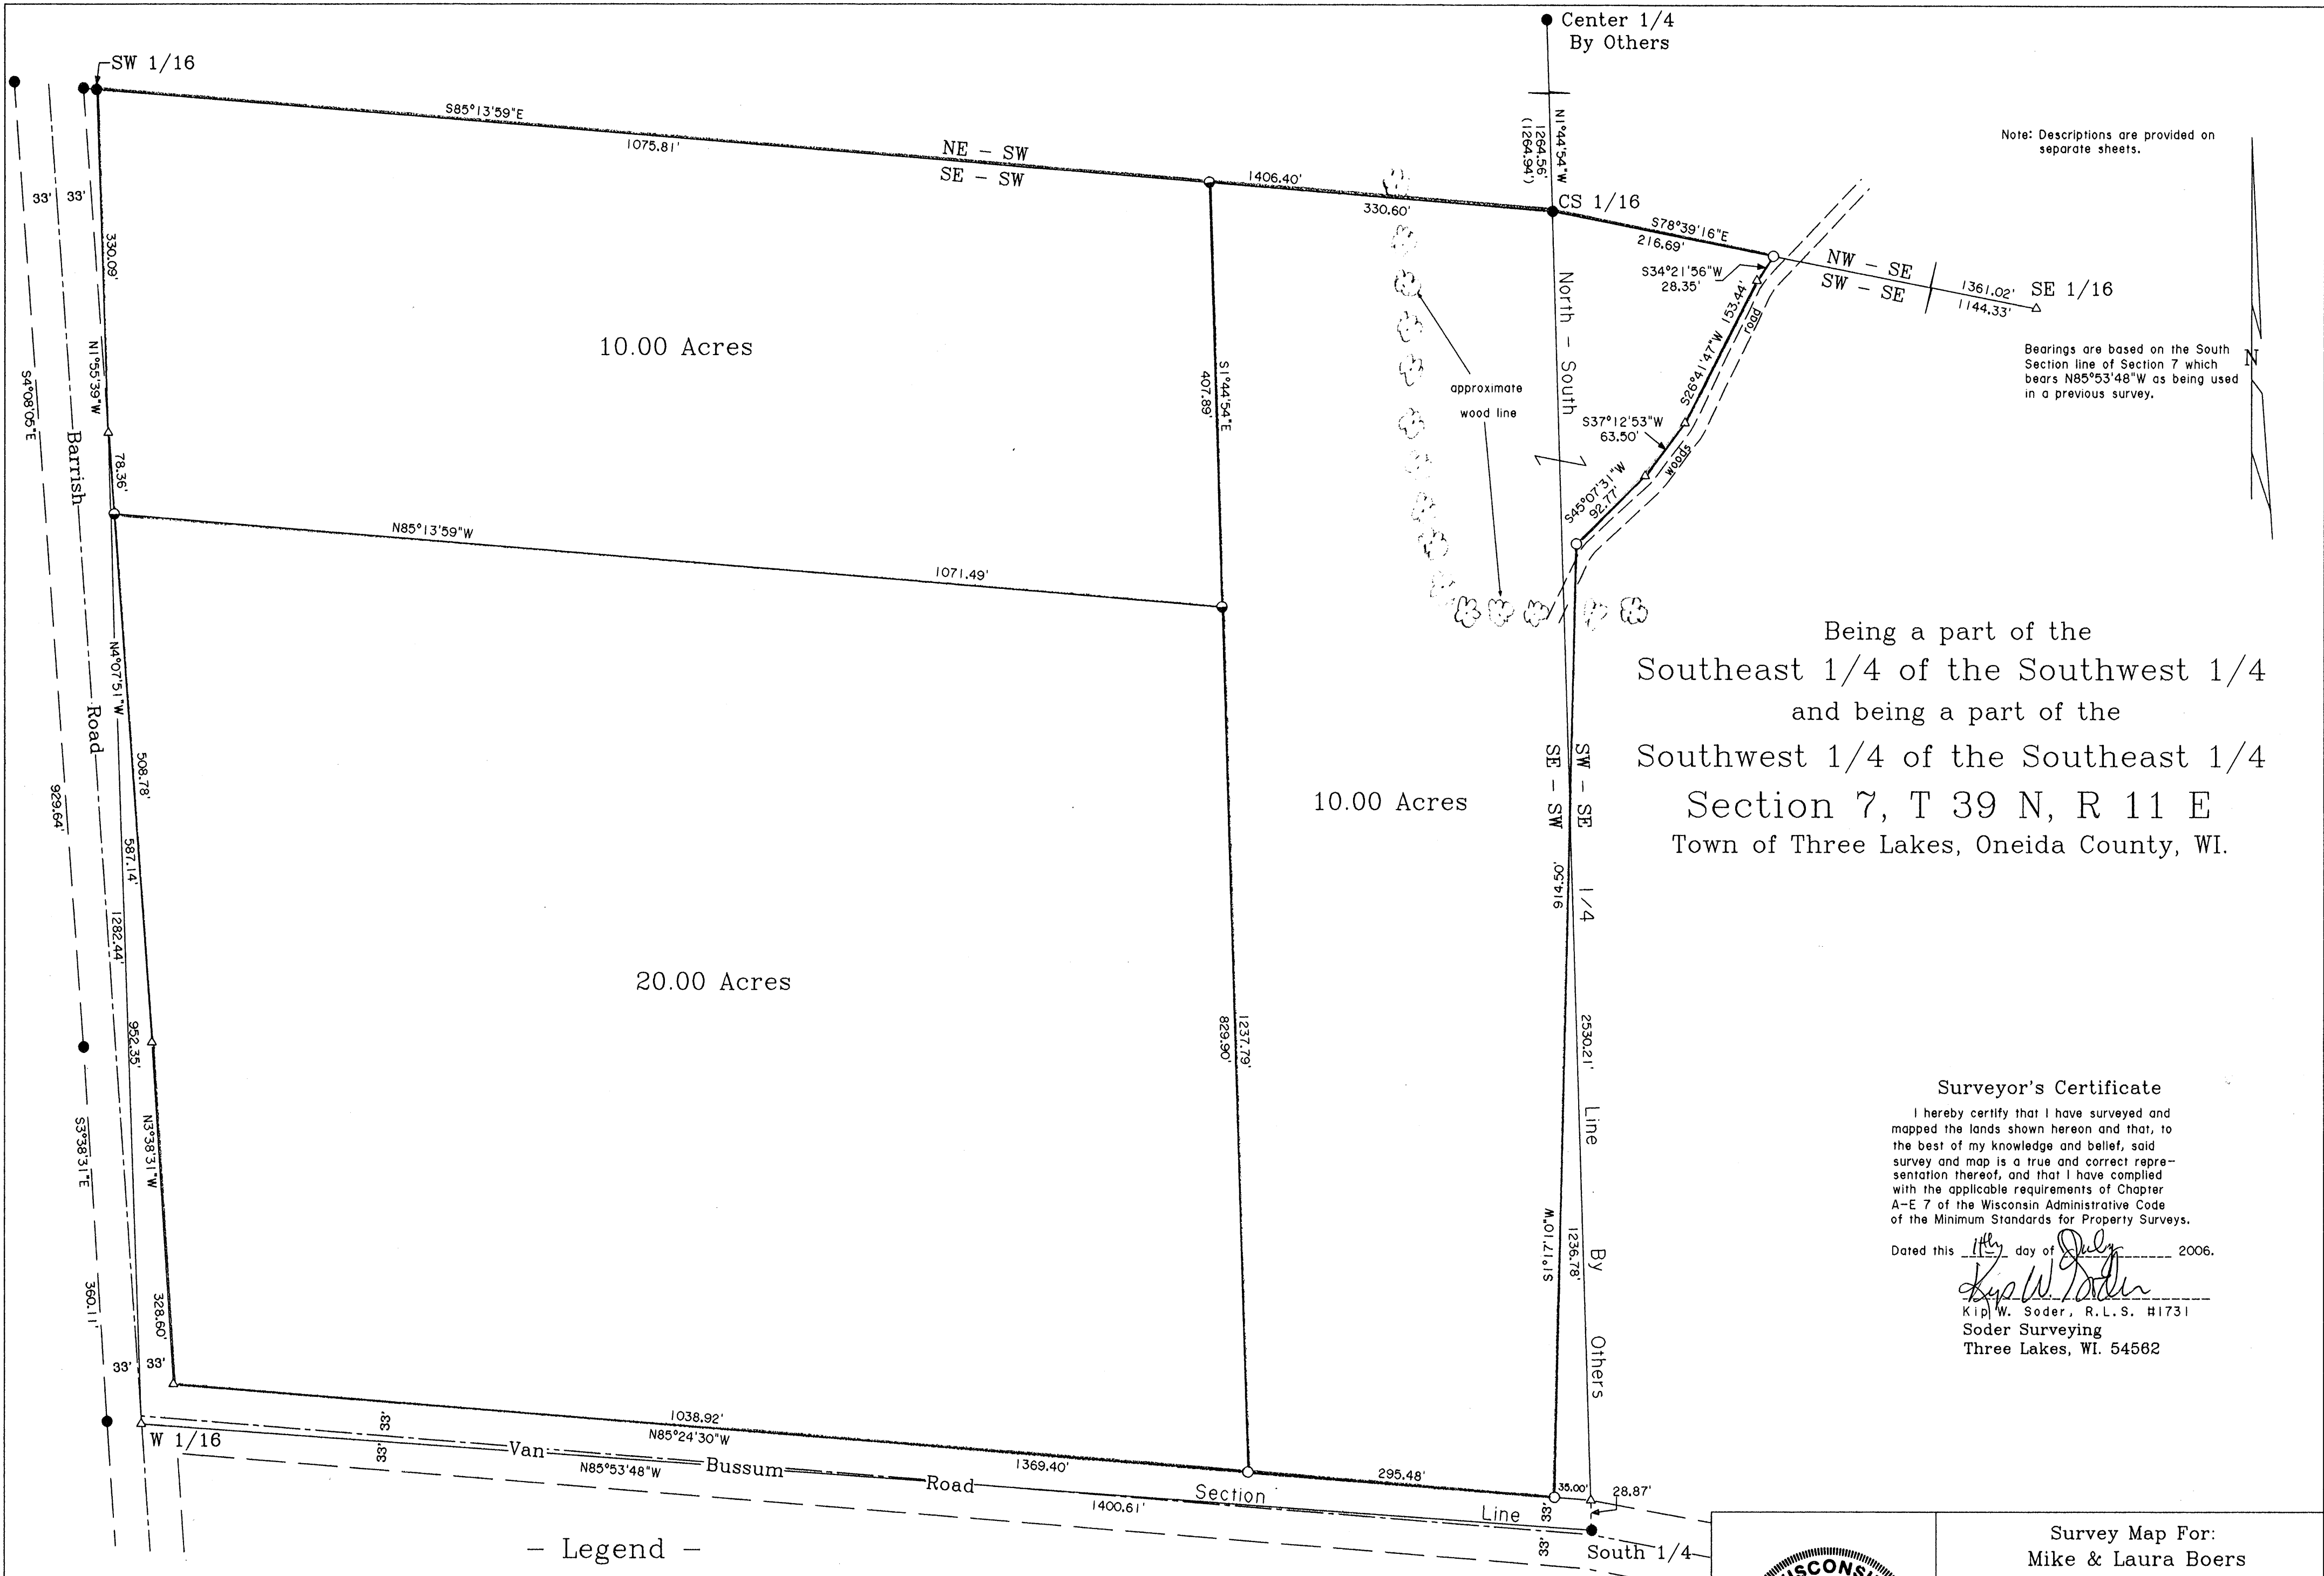 Center 1/4
By Others
SW 1/16
S85°13'59"E
1075.81'
NE - SW
SE - SW
1406.40'
330.60'
N1°44'54"W
1264.56'
(1264.94')
CS 1/16
S78°39'16"E
216.69'
S34°21'56"W
28.35'
NW - SE
SW - SE
1361.02'
1144.33'
SE 1/16
Note: Descriptions are provided on
separate sheets.
N
Bearings are based on the South
Section line of Section 7 which
bears N85°53'48"W as being used
in a previous survey.
33'
33'
330.09'
N1°55'39"W
S4°08'05"E
Barrish
Road
78.36'
10.00 Acres
S1°44'54"E
407.89'
approximate
wood line
North - South
S26°41'47"W 153.44'
road
S37°12'53"W
63.50'
woods
S45°07'31"W
92.77'
N85°13'59"W
1071.49'
N4°07'51"W
508.78'
929.64'
587.14'
1282.44'
952.35'
20.00 Acres
10.00 Acres
1237.79'
829.90'
SW - SE
SE - SW
914.50'
1/4
2530.21'
Line
By
Others
S1°17'10"W
1236.78'
Being a part of the
Southeast 1/4 of the Southwest 1/4
and being a part of the
Southwest 1/4 of the Southeast 1/4
Section 7, T 39 N, R 11 E
Town of Three Lakes, Oneida County, WI.
Surveyor's Certificate
I hereby certify that I have surveyed and
mapped the lands shown hereon and that, to
the best of my knowledge and belief, said
survey and map is a true and correct repre-
sentation thereof, and that I have complied
with the applicable requirements of Chapter
A-E 7 of the Wisconsin Administrative Code
of the Minimum Standards for Property Surveys.
Dated this 11th day of July 2006.
Kip W. Soder
Kip W. Soder, R.L.S. #1731
Soder Surveying
Three Lakes, WI. 54562
S3°38'31"E
N3°38'31"W
360.11'
328.60'
33'
33'
W 1/16
33'
33'
1038.92'
N85°24'30"W
Van Bussum Road
N85°53'48"W
1369.40'
1400.61'
Section Line
295.48'
35.00'
28.87'
33'
33'
South 1/4
- Legend -
WISCONSIN
Survey Map For:
Mike & Laura Boers